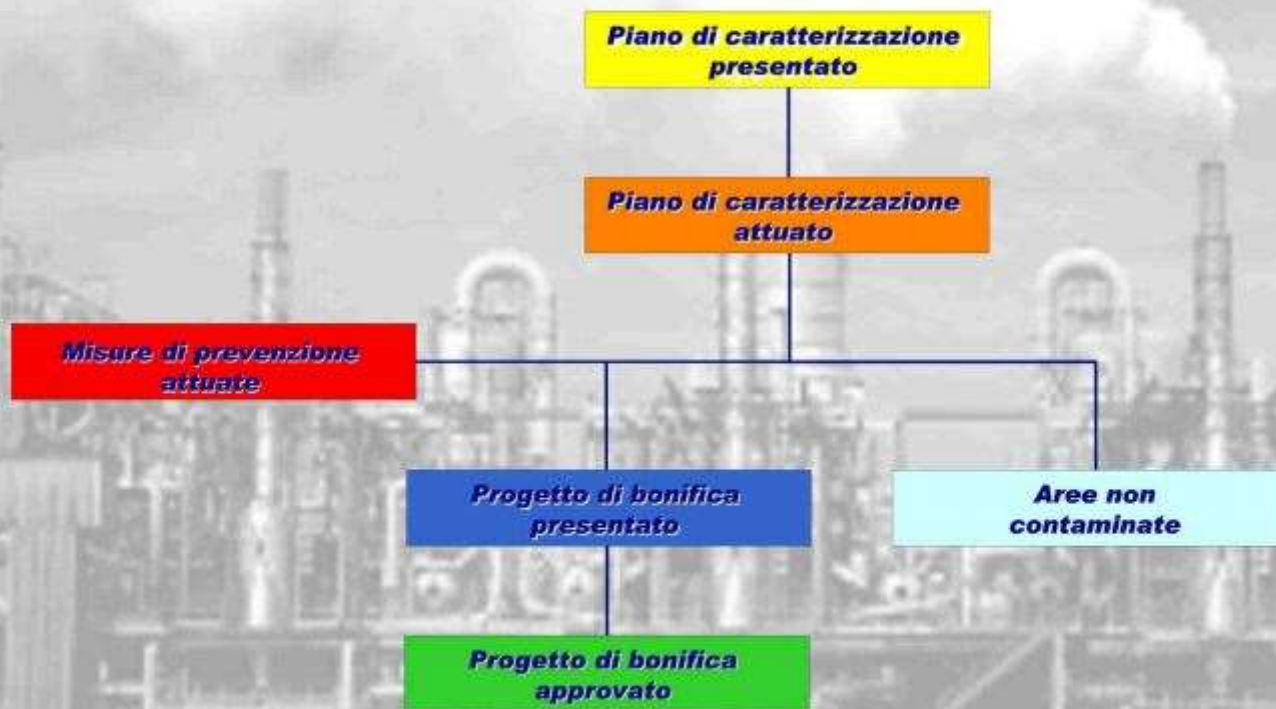 Piano di caratterizzazione
presentato
Piano di caratterizzazione
attuato
Misure di prevenzione
attuate
Progetto di bonifica
presentato
Aree non
contaminate
Progetto di bonifica
approvato